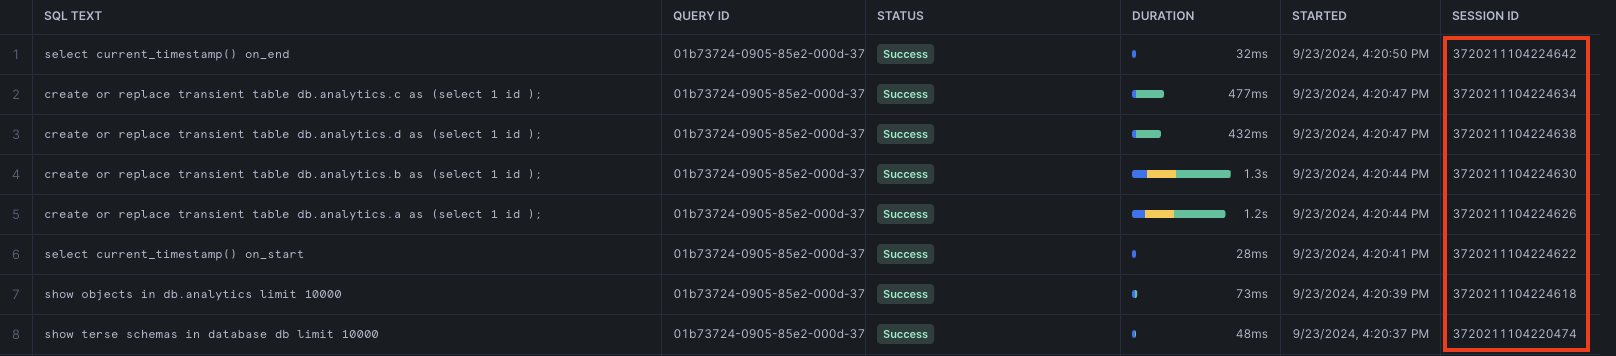 SQL TEXT QUERY ID STATUS DURATION STARTED SESSION ID
1 select current_timestamp() on_end 01b73724-0905-85e2-000d-37 Success 32ms 9/23/2024, 4:20:50 PM 3720211104224642
2 create or replace transient table db.analytics.c as (select 1 id ); 01b73724-0905-85e2-000d-37 Success 477ms 9/23/2024, 4:20:47 PM 3720211104224634
3 create or replace transient table db.analytics.d as (select 1 id ); 01b73724-0905-85e2-000d-37 Success 432ms 9/23/2024, 4:20:47 PM 3720211104224638
4 create or replace transient table db.analytics.b as (select 1 id ); 01b73724-0905-85e2-000d-37 Success 1.3s 9/23/2024, 4:20:44 PM 3720211104224630
5 create or replace transient table db.analytics.a as (select 1 id ); 01b73724-0905-85e2-000d-37 Success 1.2s 9/23/2024, 4:20:44 PM 3720211104224626
6 select current_timestamp() on_start 01b73724-0905-85e2-000d-37 Success 28ms 9/23/2024, 4:20:41 PM 3720211104224622
7 show objects in db.analytics limit 10000 01b73724-0905-85e2-000d-37 Success 73ms 9/23/2024, 4:20:39 PM 3720211104224618
8 show terse schemas in database db limit 10000 01b73724-0905-85e2-000d-37 Success 48ms 9/23/2024, 4:20:37 PM 3720211104220474